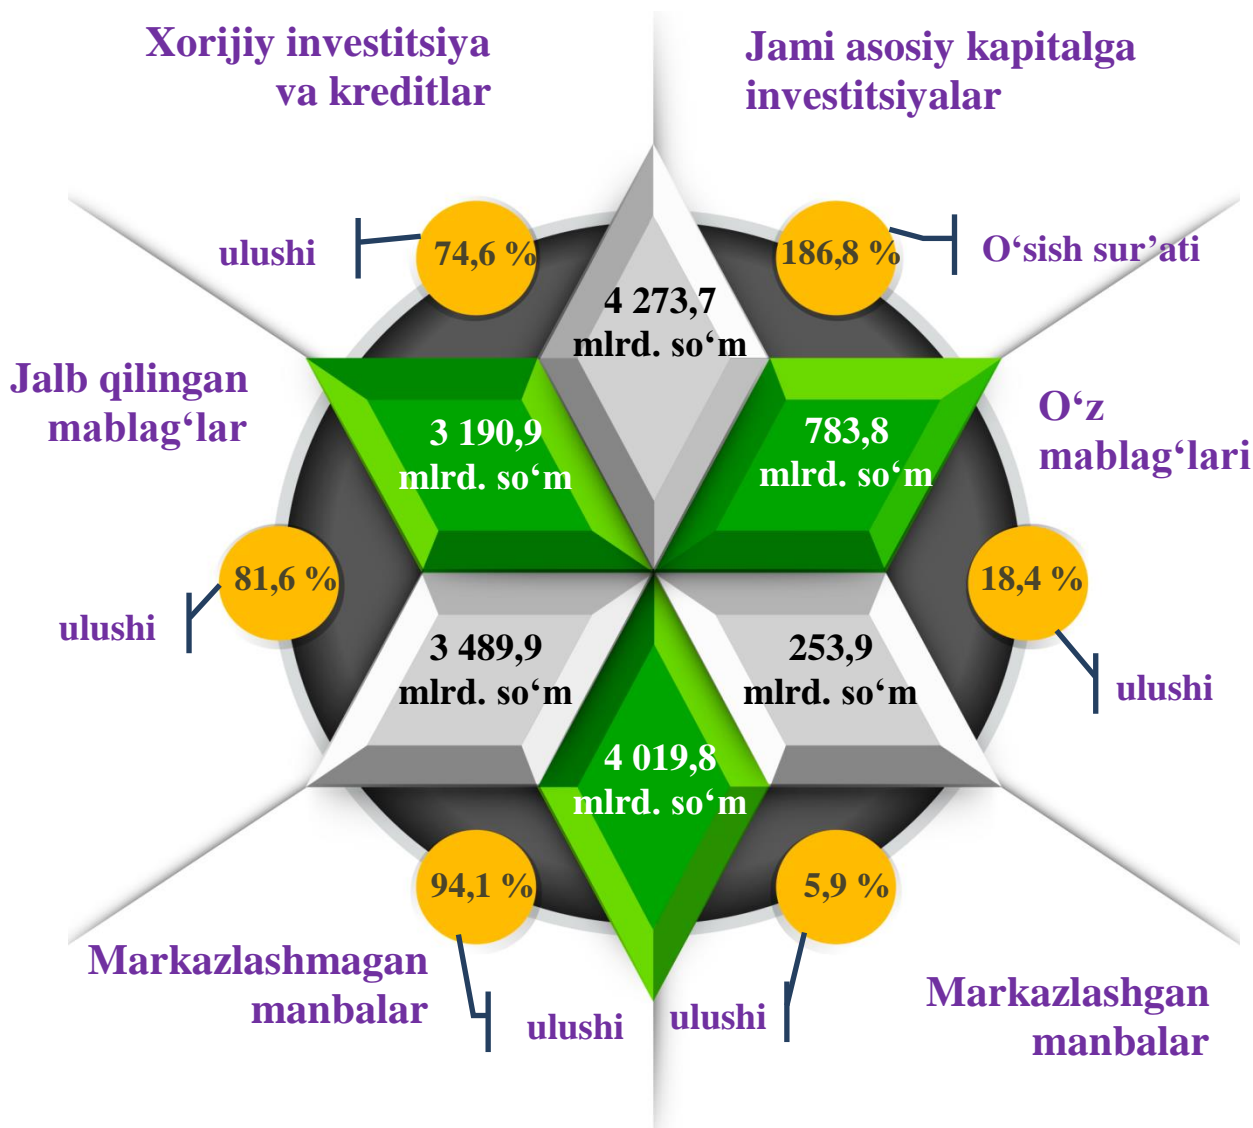 Xorijiy investitsiya
va kreditlar
Jami asosiy kapitalga
investitsiyalar
ulushi
74,6 %
186,8 %
O‘sish sur’ati
4 273,7
mlrd. so‘m
Jalb qilingan
mablag‘lar
3 190,9
mlrd. so‘m
783,8
mlrd. so‘m
O‘z
mablag‘lari
81,6 %
ulushi
18,4 %
ulushi
3 489,9
mlrd. so‘m
253,9
mlrd. so‘m
4 019,8
mlrd. so‘m
94,1 %
5,9 %
Markazlashmagan
manbalar
ulushi
ulushi
Markazlashgan
manbalar